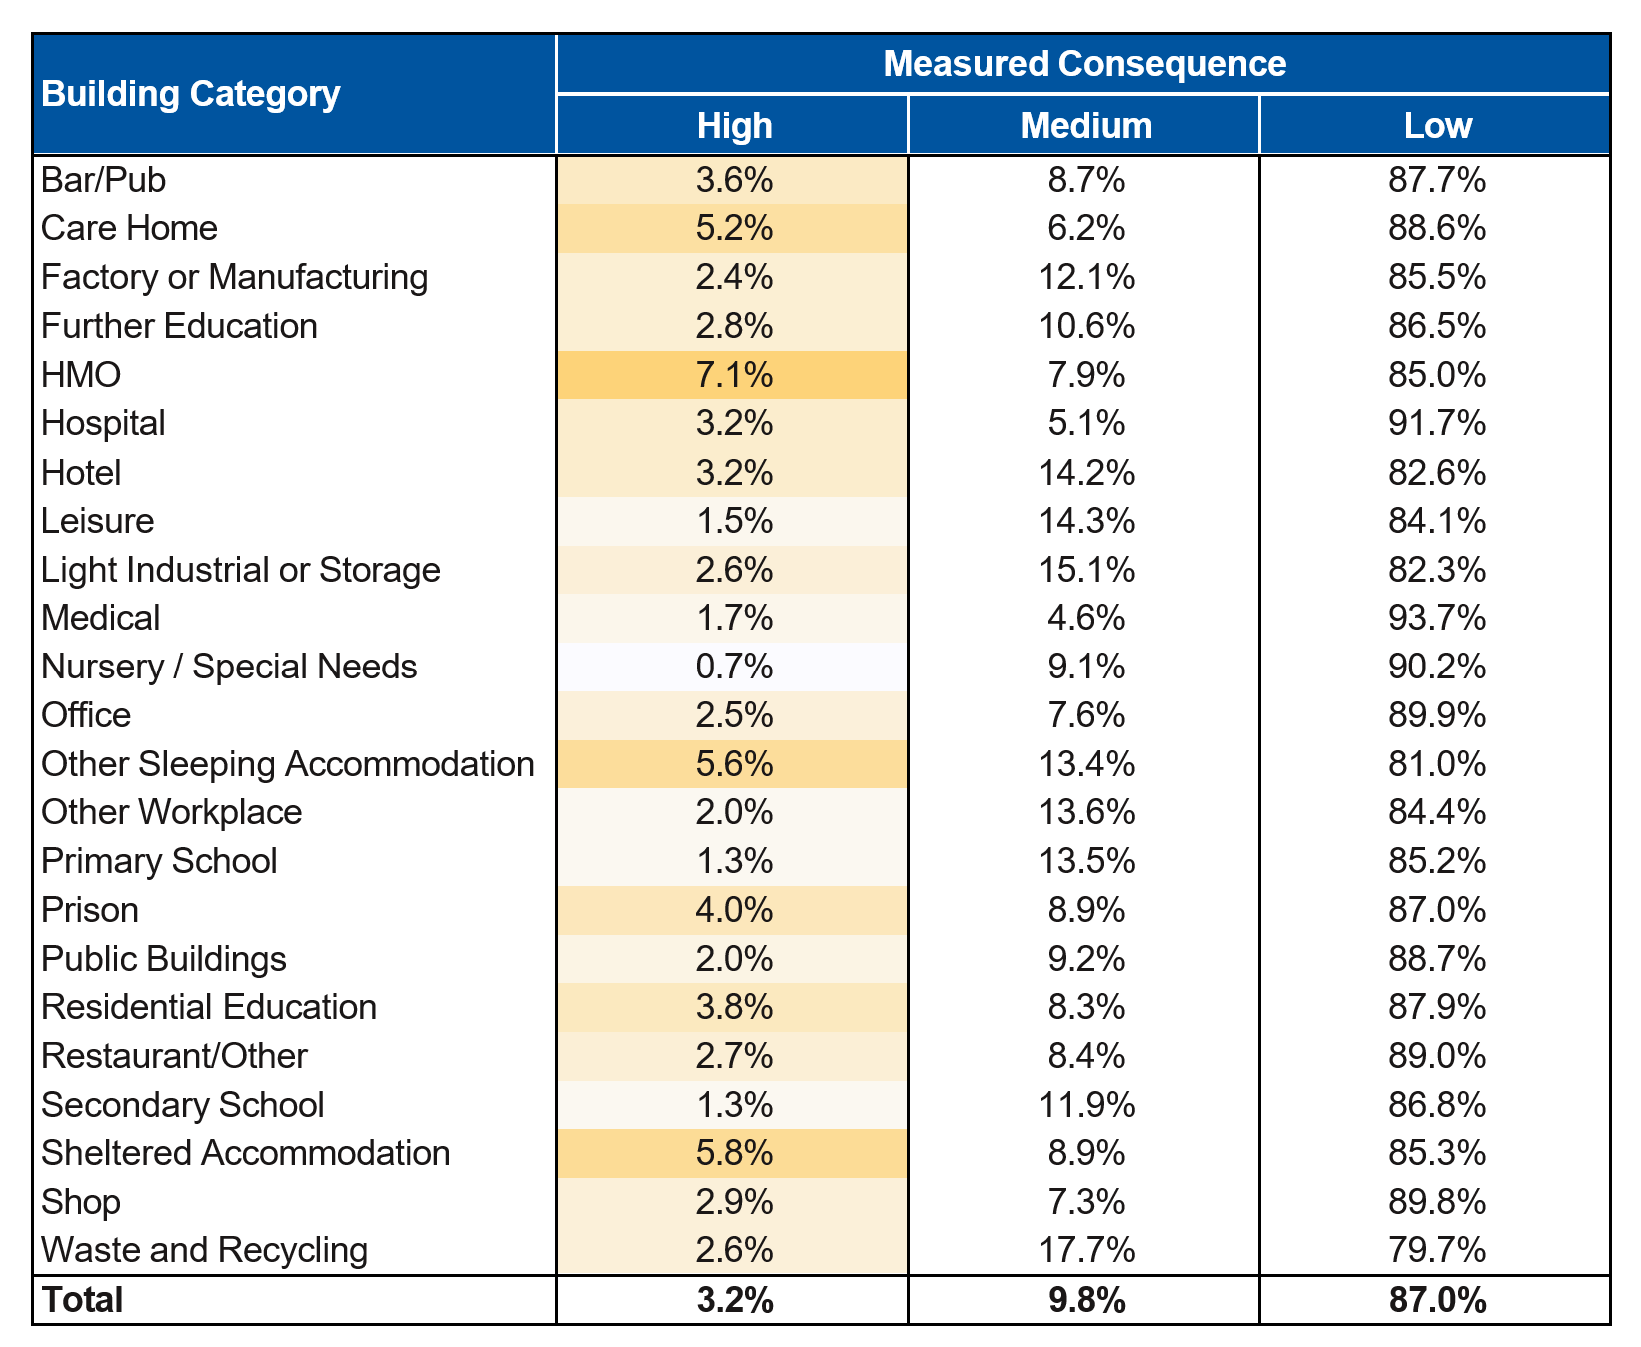 Building Category Measured Consequence
High Medium Low
Bar/Pub 3.6% 8.7% 87.7%
Care Home 5.2% 6.2% 88.6%
Factory or Manufacturing 2.4% 12.1% 85.5%
Further Education 2.8% 10.6% 86.5%
HMO 7.1% 7.9% 85.0%
Hospital 3.2% 5.1% 91.7%
Hotel 3.2% 14.2% 82.6%
Leisure 1.5% 14.3% 84.1%
Light Industrial or Storage 2.6% 15.1% 82.3%
Medical 1.7% 4.6% 93.7%
Nursery / Special Needs 0.7% 9.1% 90.2%
Office 2.5% 7.6% 89.9%
Other Sleeping Accommodation 5.6% 13.4% 81.0%
Other Workplace 2.0% 13.6% 84.4%
Primary School 1.3% 13.5% 85.2%
Prison 4.0% 8.9% 87.0%
Public Buildings 2.0% 9.2% 88.7%
Residential Education 3.8% 8.3% 87.9%
Restaurant/Other 2.7% 8.4% 89.0%
Secondary School 1.3% 11.9% 86.8%
Sheltered Accommodation 5.8% 8.9% 85.3%
Shop 2.9% 7.3% 89.8%
Waste and Recycling 2.6% 17.7% 79.7%
Total 3.2% 9.8% 87.0%